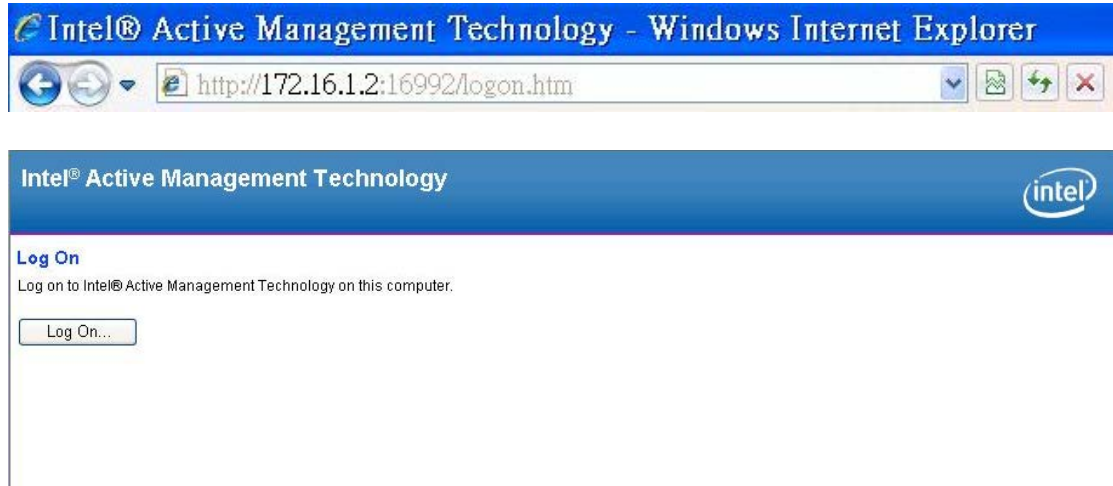 Intel® Active Management Technology - Windows Internet Explorer
http://172.16.1.2:16992/logon.htm
Intel® Active Management Technology
intel
Log On
Log on to Intel® Active Management Technology on this computer.
Log On...